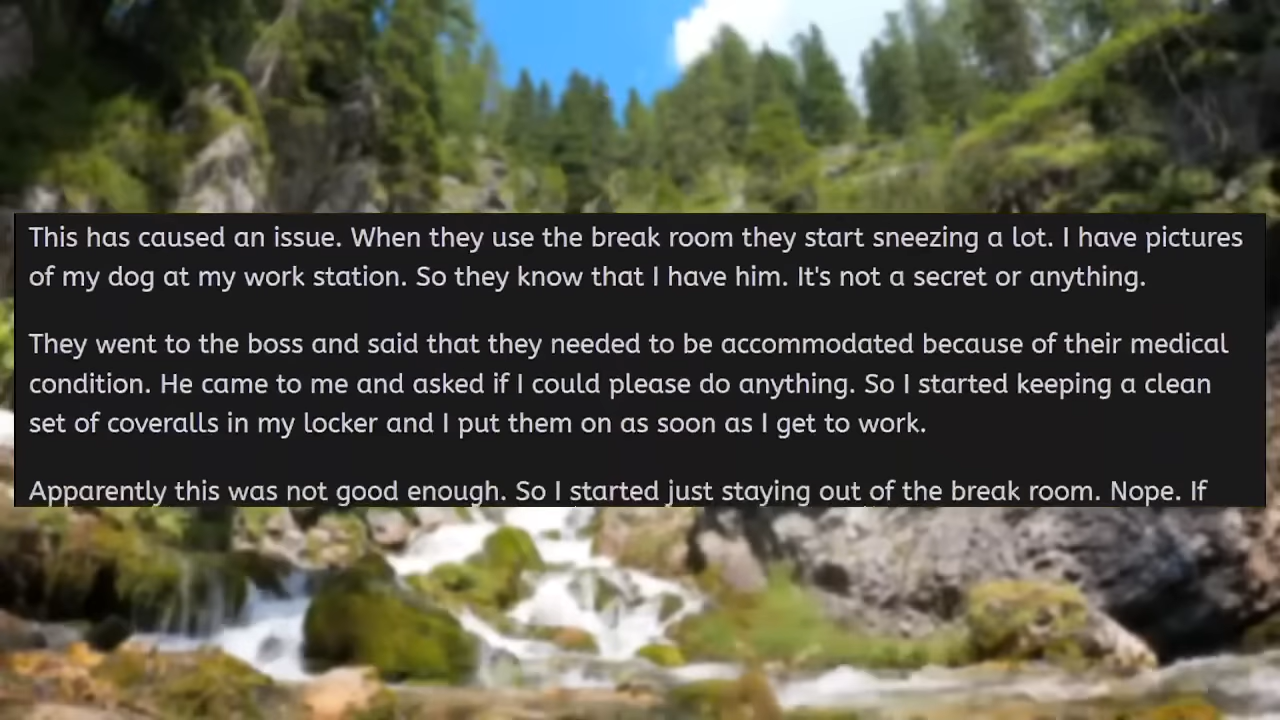 This has caused an issue. When they use the break room they start sneezing a lot. I have pictures
of my dog at my work station. So they know that I have him. It's not a secret or anything.
They went to the boss and said that they needed to be accommodated because of their medical
condition. He came to me and asked if I could please do anything. So I started keeping a clean
set of coveralls in my locker and I put them on as soon as I get to work.
Apparently this was not good enough. So I started just staying out of the break room. Nope. If